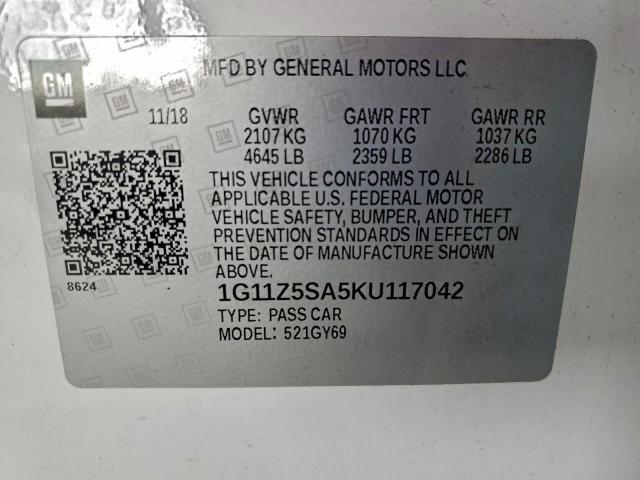 GM
MFD BY GENERAL MOTORS LLC
11/18 GVWR GAWR FRT GAWR RR
2107 KG 1070 KG 1037 KG
4645 LB 2359 LB 2286 LB
THIS VEHICLE CONFORMS TO ALL
APPLICABLE U.S. FEDERAL MOTOR
VEHICLE SAFETY, BUMPER, AND THEFT
PREVENTION STANDARDS IN EFFECT ON
THE DATE OF MANUFACTURE SHOWN
ABOVE.
8624
1G11Z5SA5KU117042
TYPE: PASS CAR
MODEL: 521GY69